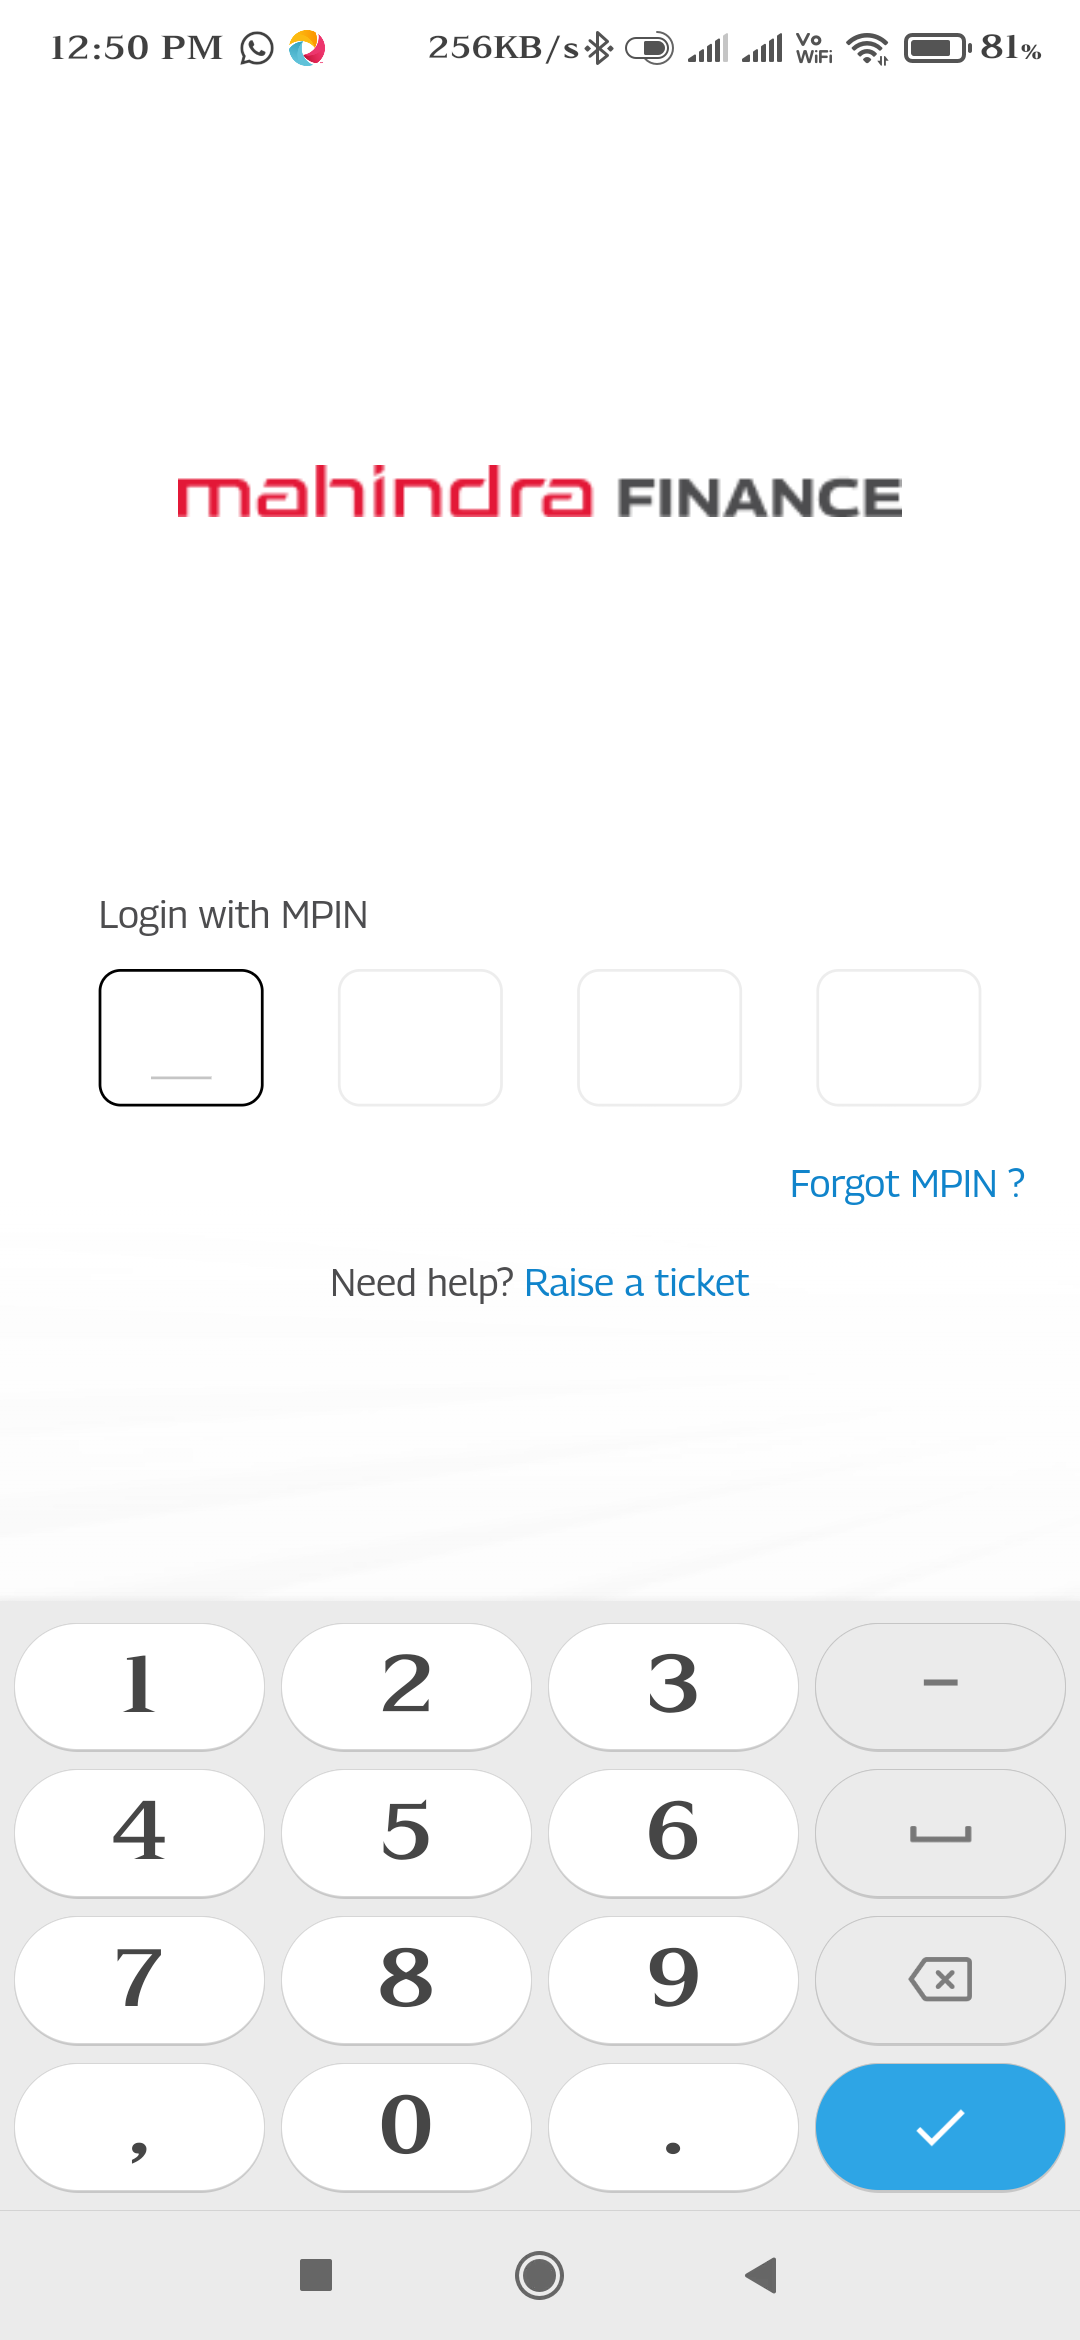 12:50 PM 256KB/s Vo WiFi 81%
mahindra FINANCE
Login with MPIN
Forgot MPIN ?
Need help? Raise a ticket
1 2 3 –
4 5 6
7 8 9
, 0 .